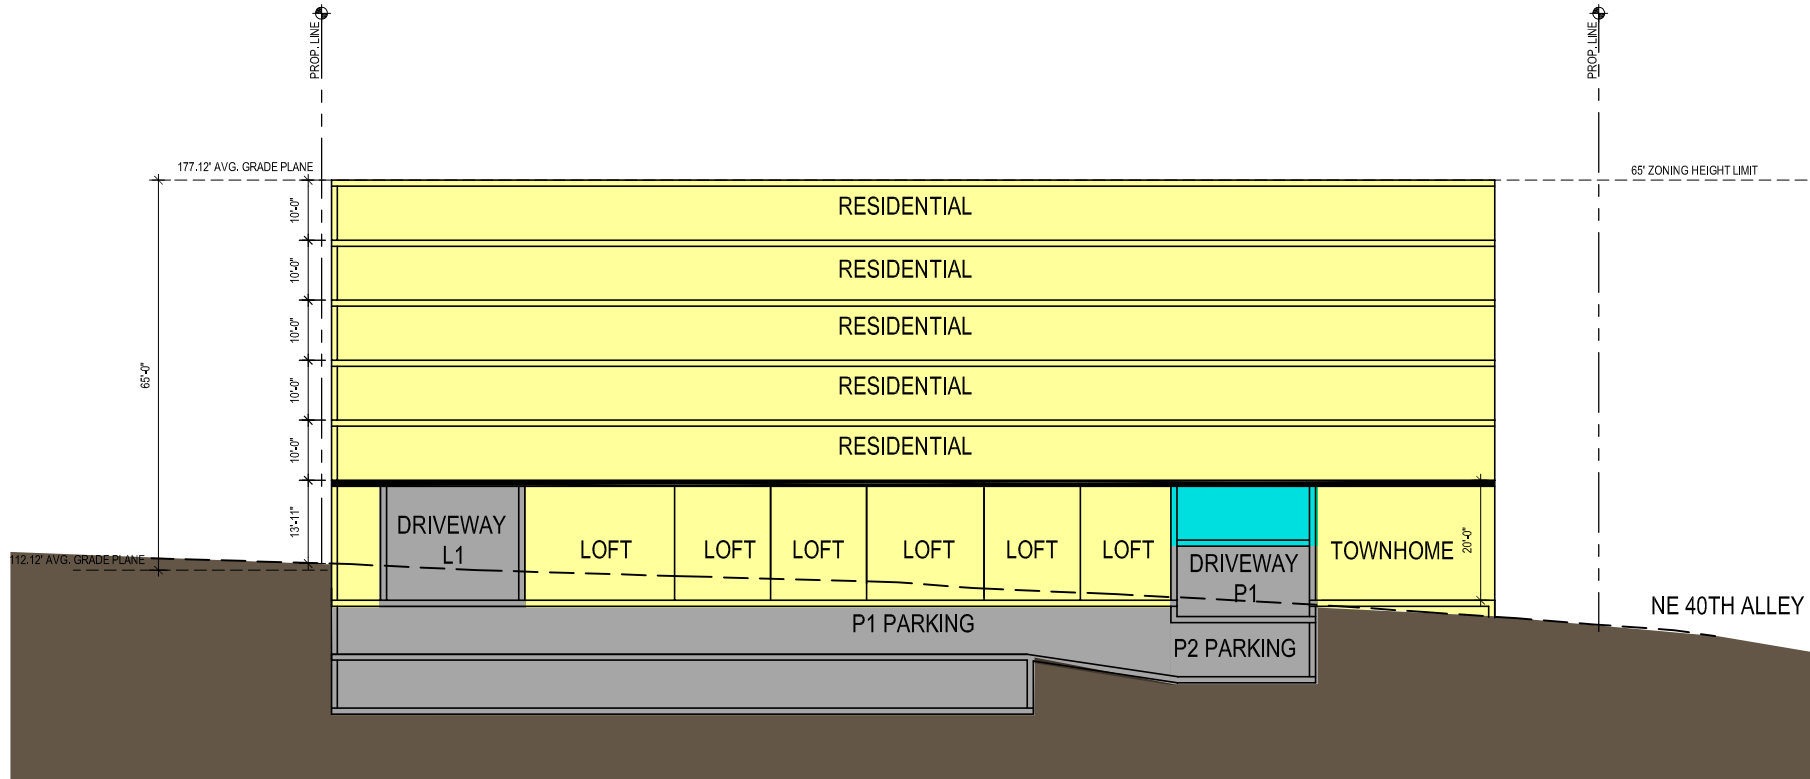 PROP. LINE
PROP. LINE
177.12' AVG. GRADE PLANE
65' ZONING HEIGHT LIMIT
10'-0"
RESIDENTIAL
10'-0"
RESIDENTIAL
10'-0"
RESIDENTIAL
65'-0"
10'-0"
RESIDENTIAL
10'-0"
RESIDENTIAL
13'-11"
DRIVEWAY
L1
LOFT
LOFT
LOFT
LOFT
LOFT
LOFT
DRIVEWAY
P1
TOWNHOME
20'-0"
112.12' AVG. GRADE PLANE
NE 40TH ALLEY
P1 PARKING
P2 PARKING